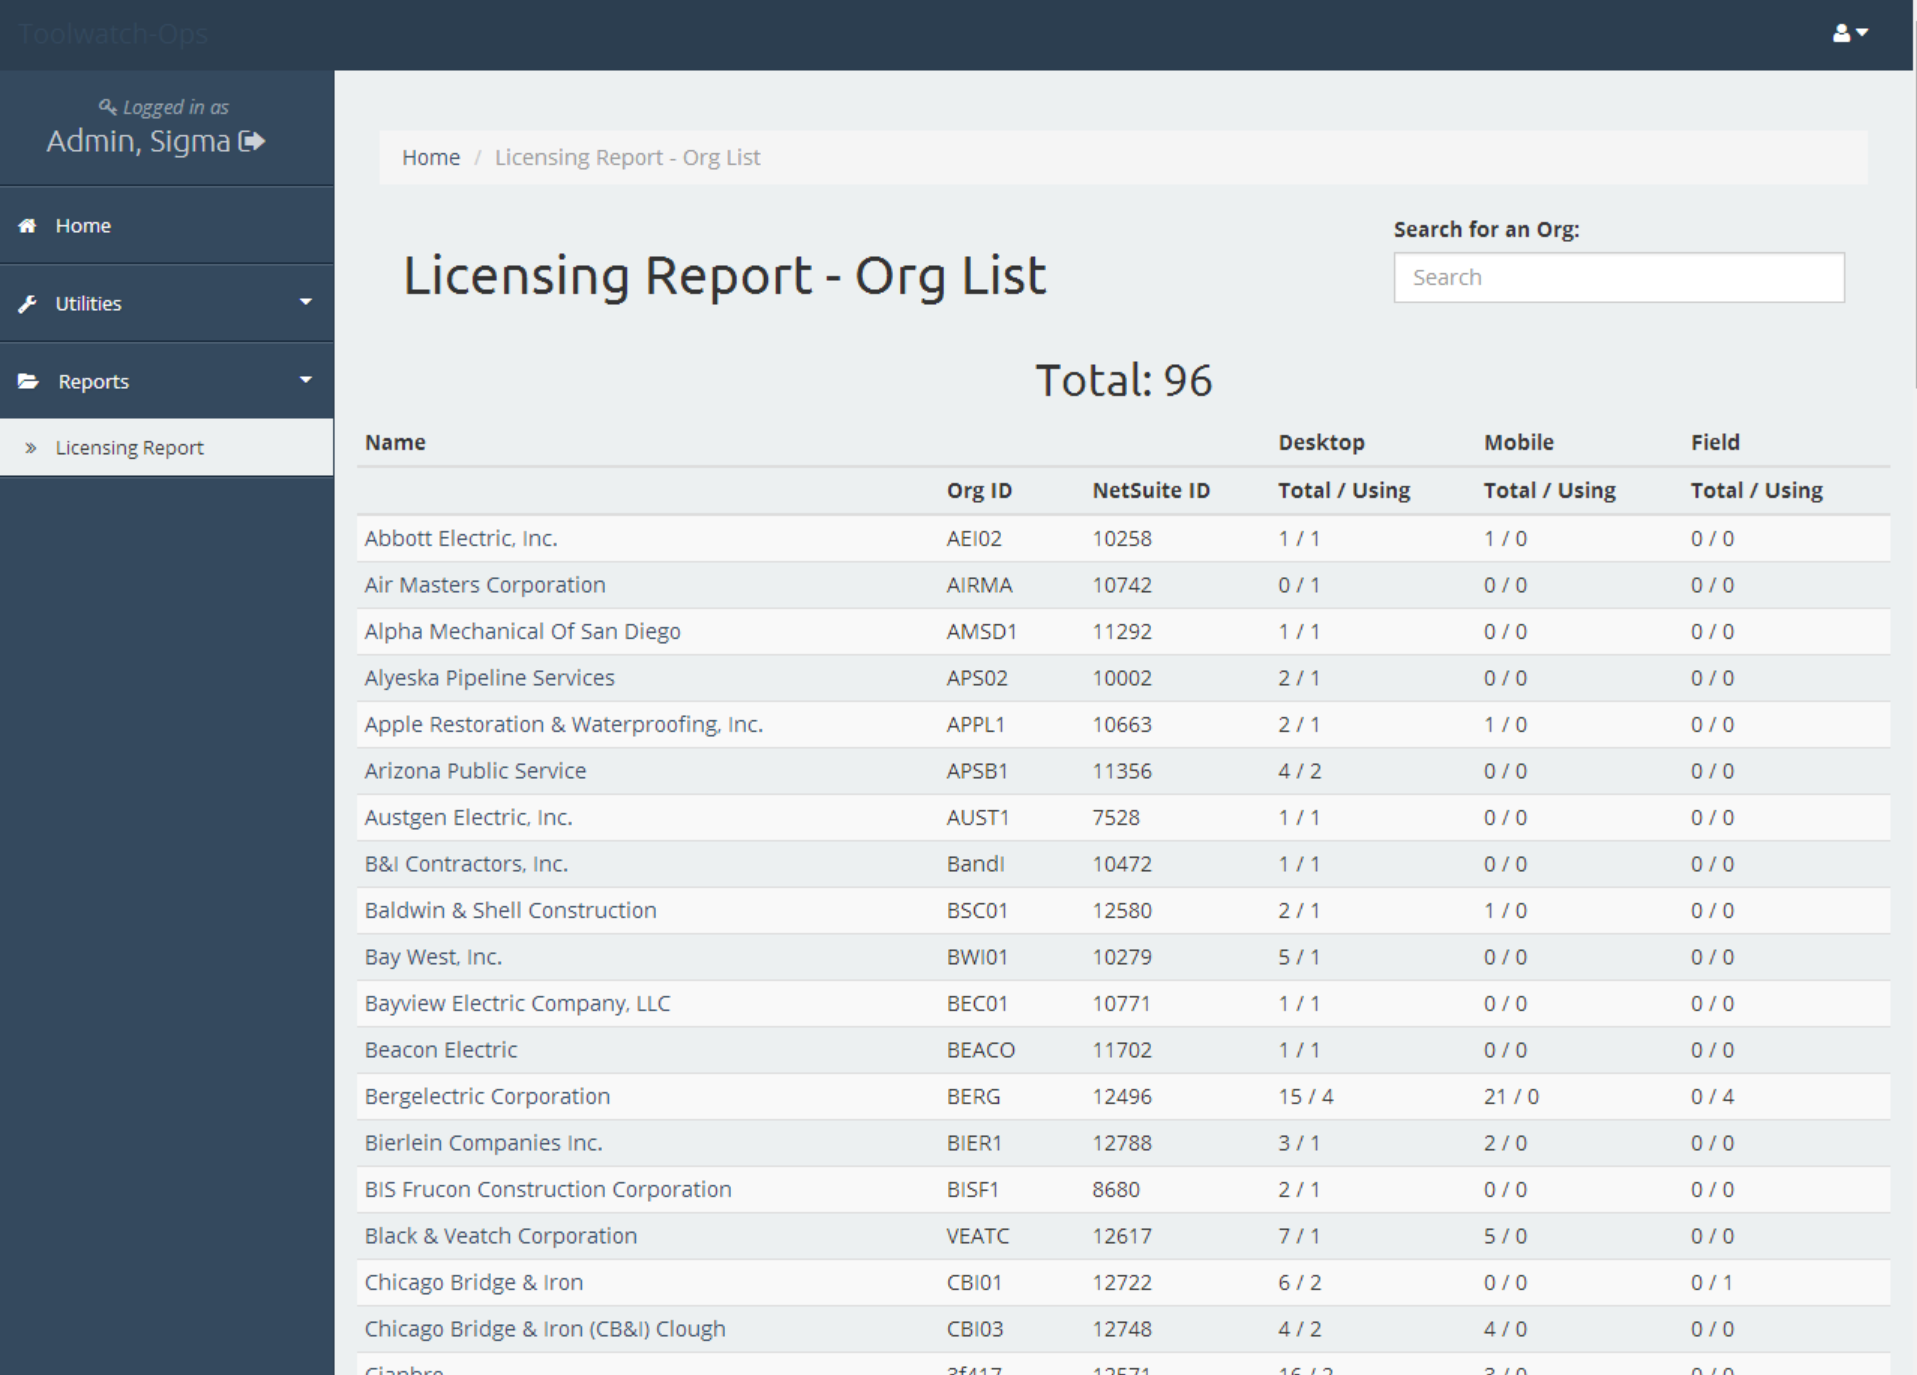 Toolwatch-Ops
Logged in as
Admin, Sigma
Home
Utilities
Reports
» Licensing Report
Home / Licensing Report - Org List
Licensing Report - Org List
Search for an Org:
Search
Total: 96
Name Desktop Mobile Field
Org ID NetSuite ID Total / Using Total / Using Total / Using
Abbott Electric, Inc. AEI02 10258 1 / 1 1 / 0 0 / 0
Air Masters Corporation AIRMA 10742 0 / 1 0 / 0 0 / 0
Alpha Mechanical Of San Diego AMSD1 11292 1 / 1 0 / 0 0 / 0
Alyeska Pipeline Services APS02 10002 2 / 1 0 / 0 0 / 0
Apple Restoration & Waterproofing, Inc. APPL1 10663 2 / 1 1 / 0 0 / 0
Arizona Public Service APSB1 11356 4 / 2 0 / 0 0 / 0
Austgen Electric, Inc. AUST1 7528 1 / 1 0 / 0 0 / 0
B&I Contractors, Inc. BandI 10472 1 / 1 0 / 0 0 / 0
Baldwin & Shell Construction BSC01 12580 2 / 1 1 / 0 0 / 0
Bay West, Inc. BWI01 10279 5 / 1 0 / 0 0 / 0
Bayview Electric Company, LLC BEC01 10771 1 / 1 0 / 0 0 / 0
Beacon Electric BEACO 11702 1 / 1 0 / 0 0 / 0
Bergelectric Corporation BERG 12496 15 / 4 21 / 0 0 / 4
Bierlein Companies Inc. BIER1 12788 3 / 1 2 / 0 0 / 0
BIS Frucon Construction Corporation BISF1 8680 2 / 1 0 / 0 0 / 0
Black & Veatch Corporation VEATC 12617 7 / 1 5 / 0 0 / 0
Chicago Bridge & Iron CBI01 12722 6 / 2 0 / 0 0 / 1
Chicago Bridge & Iron (CB&I) Clough CBI03 12748 4 / 2 4 / 0 0 / 0